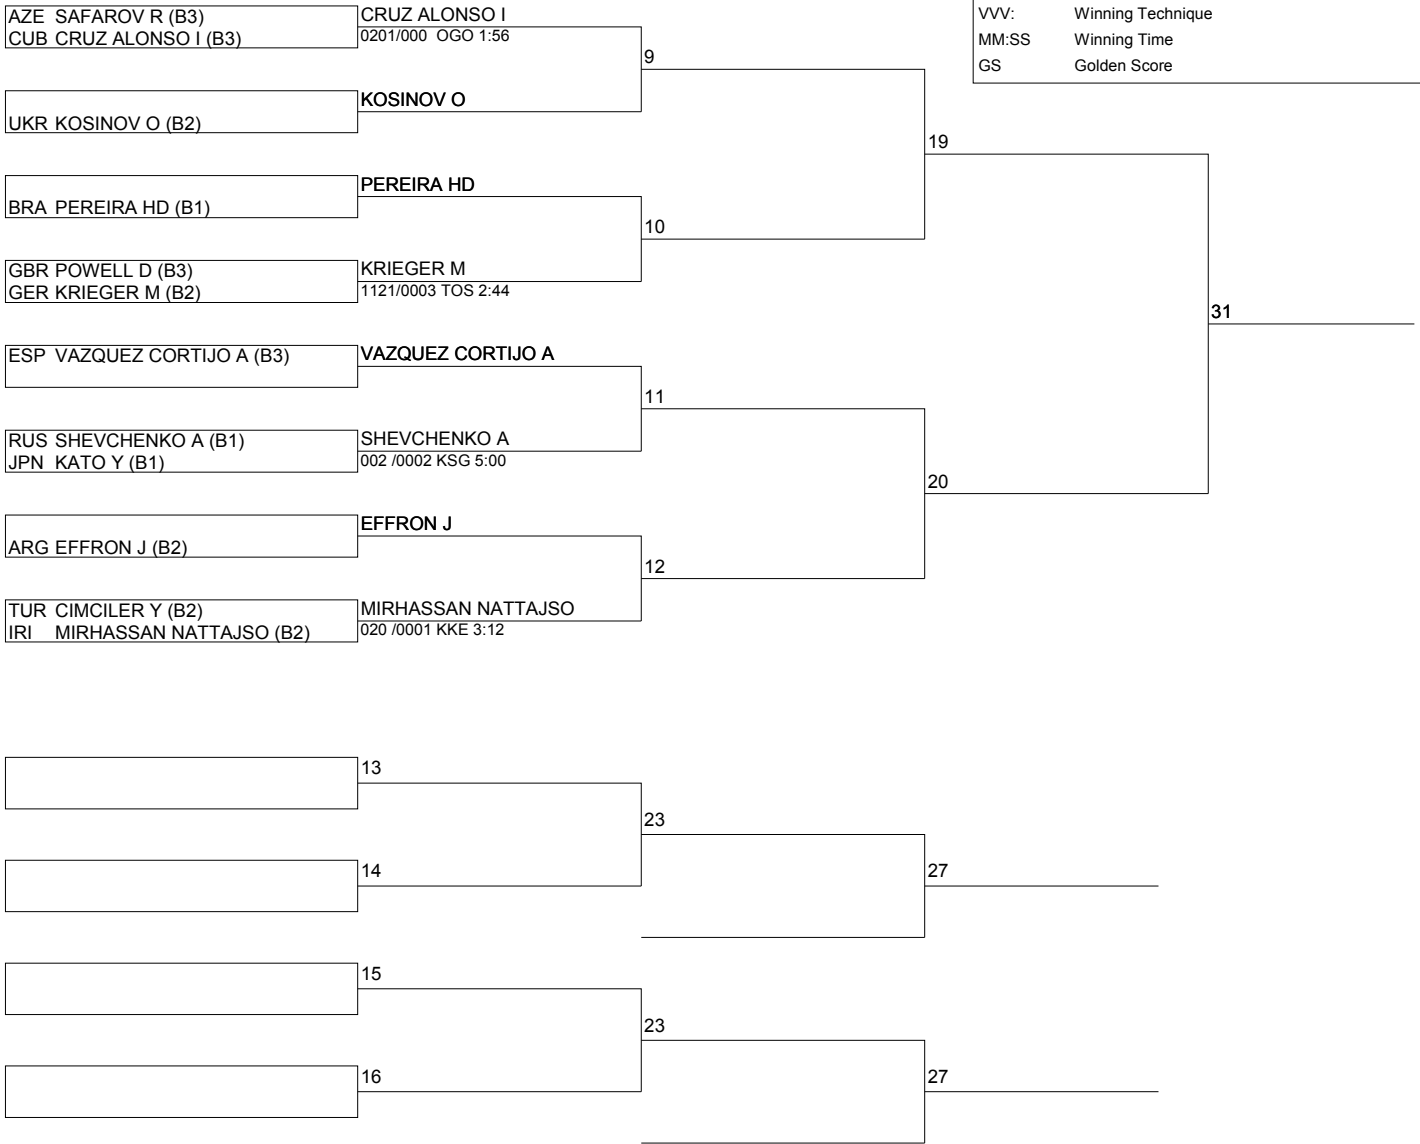 AZE SAFAROV R (B3)
CUB CRUZ ALONSO I (B3)
CRUZ ALONSO I
0201/000 OGO 1:56
VVV: Winning Technique
MM:SS Winning Time
GS Golden Score
9
UKR KOSINOV O (B2)
KOSINOV O
19
BRA PEREIRA HD (B1)
PEREIRA HD
10
GBR POWELL D (B3)
GER KRIEGER M (B2)
KRIEGER M
1121/0003 TOS 2:44
31
ESP VAZQUEZ CORTIJO A (B3)
VAZQUEZ CORTIJO A
11
RUS SHEVCHENKO A (B1)
JPN KATO Y (B1)
SHEVCHENKO A
002 /0002 KSG 5:00
20
ARG EFFRON J (B2)
EFFRON J
12
TUR CIMCILER Y (B2)
IRI MIRHASSAN NATTAJSO (B2)
MIRHASSAN NATTAJSO
020 /0001 KKE 3:12
13
23
14
27
15
23
16
27